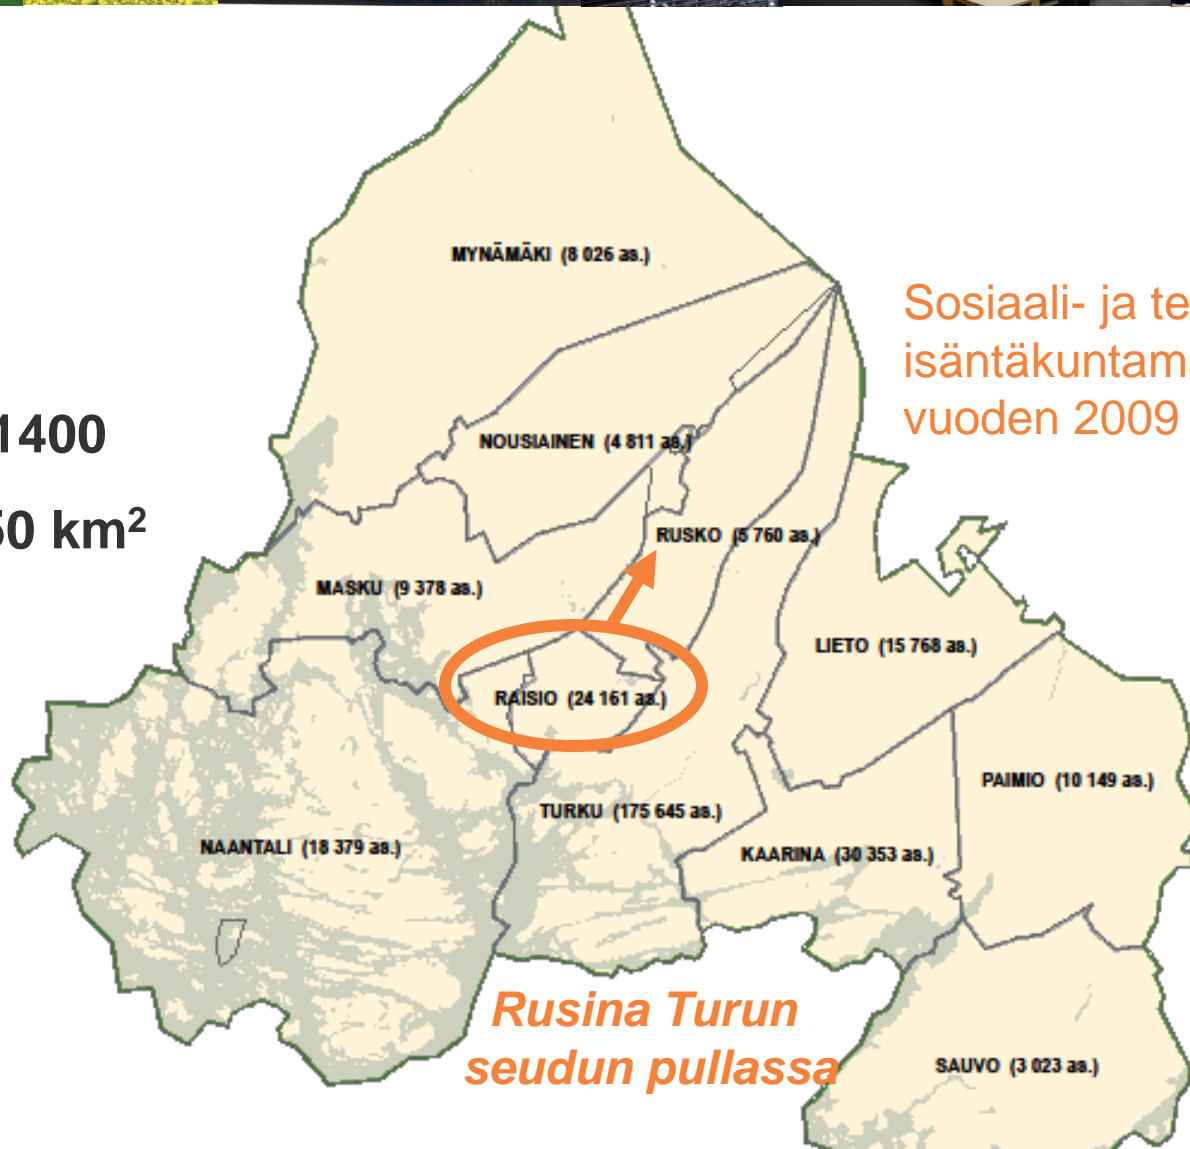 MYNÄMÄKI (8 026 as.)
Sosiaali- ja te
isäntäkuntam
vuoden 2009
1400
NOUSIAINEN (4 811 as.)
50 km²
RUSKO (5 760 as.)
MASKU (9 378 as.)
LIETO (15 768 as.)
RAISIO (24 161 as.)
PAIMIO (10 149 as.)
TURKU (175 645 as.)
NAANTALI (18 379 as.)
KAARINA (30 353 as.)
Rusina Turun
seudun pullassa
SAUVO (3 023 as.)